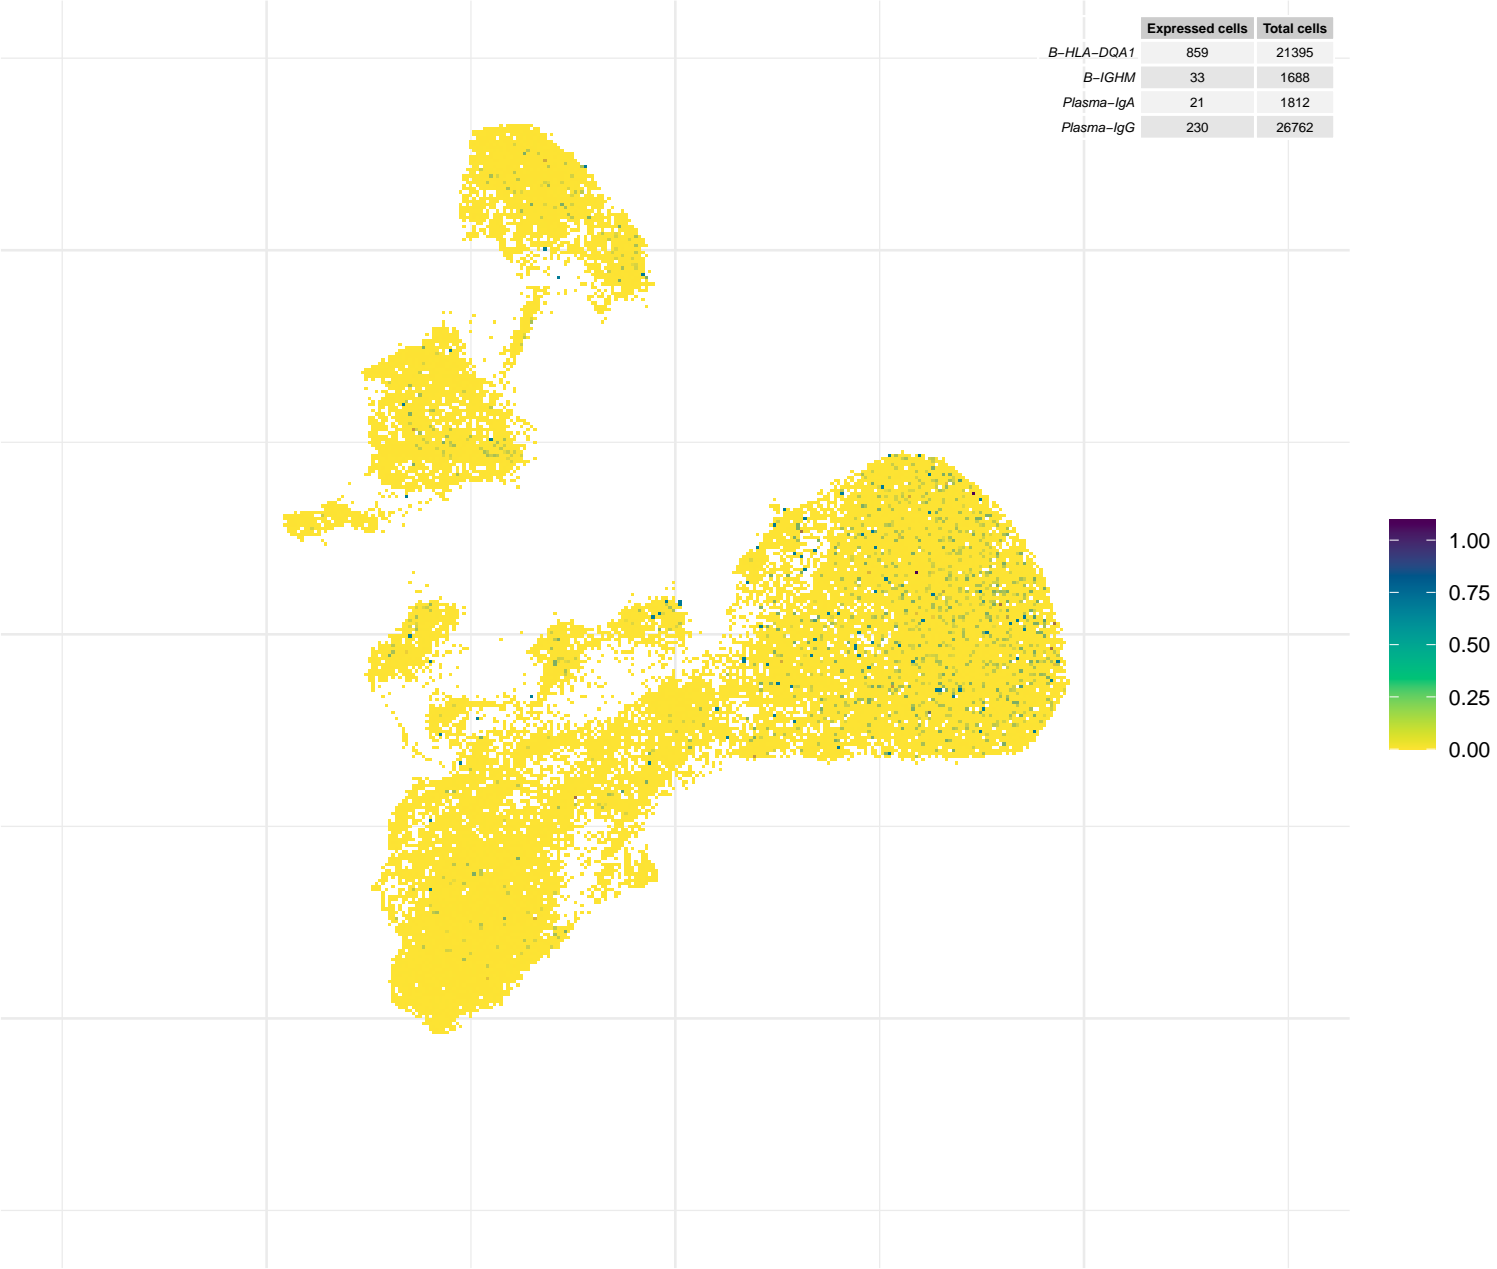 Expressed cells Total cells
B−HLA−DQA1 859 21395
B−IGHM 33 1688
Plasma−IgA 21 1812
Plasma−IgG 230 26762
1.00
0.75
0.50
0.25
0.00